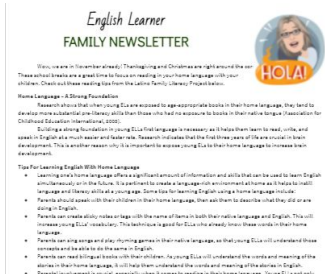 English Learner
FAMILY NEWSLETTER
HOLA!
Wow, we are in November already! Thanksgiving and Christmas are right around the cor
These school breaks are a great time to focus on reading in your home language with your
children. Check out these reading tips from the Latino Family Literacy Project below.
Home Language – A Strong Foundation
Research shows that when young ELs are exposed to age-appropriate books in their home language, they tend to
develop more substantial pre-literacy skills than those who had no exposure to books in their native tongue (Association for
Childhood Education International, 2003).
Building a strong foundation in young ELLs first language is necessary as it helps them learn to read, write, and
speak in English at a much easier and faster rate. Research indicates that the first three years of life are crucial in brain
development. This is another reason why it is important to expose young ELs to their home language to increase brain
development.
Tips For Learning English With Home Language
Learning one's home language offers a significant amount of information and skills that can be used to learn English
simultaneously or in the future. It is pertinent to create a language-rich environment at home as it helps to instill
language and literacy skills at a young age. Some tips for learning English using a home language include:
Parents should speak with their children in their home language, then ask them to describe what they did or are
doing in English.
Parents can create sticky notes or tags with the name of items in both their native language and English. This will
increase young ELLs' vocabulary. This technique is good for ELLs who already know these words in their home
language.
Parents can sing songs and play rhyming games in their native language, so that young ELLs will understand those
concepts and be able to do the same in English.
Parents can read bilingual books with their children. As young ELLs will understand the words and meaning of the
stories in their home language, it will help them understand the words and meaning of the stories in English.